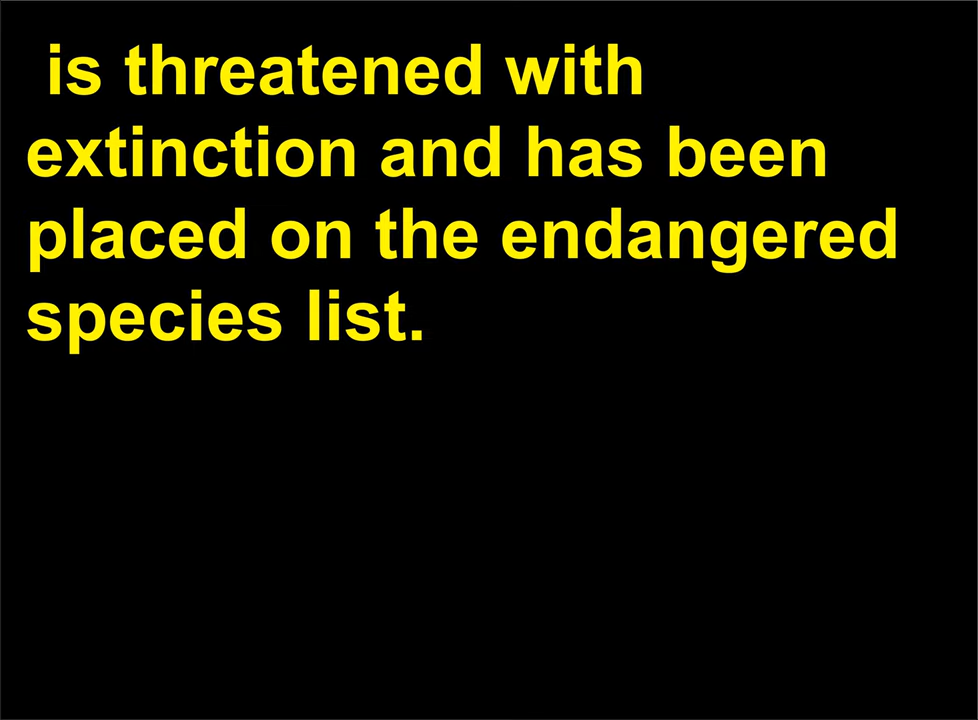 is threatened with
extinction and has been
placed on the endangered
species list.